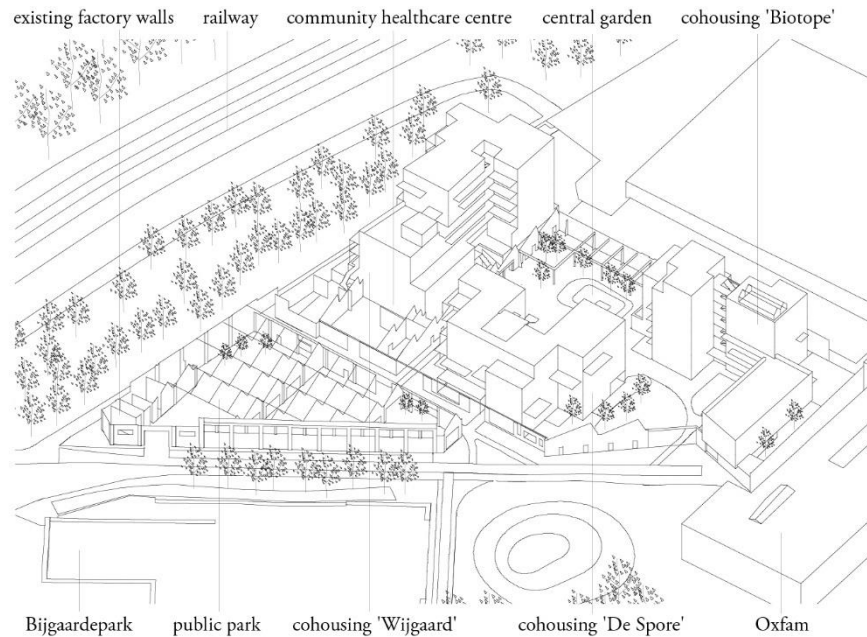 existing factory walls railway community healthcare centre central garden cohousing 'Biotope'
Bijgaardepark public park cohousing 'Wijgaard' cohousing 'De Spore' Oxfam